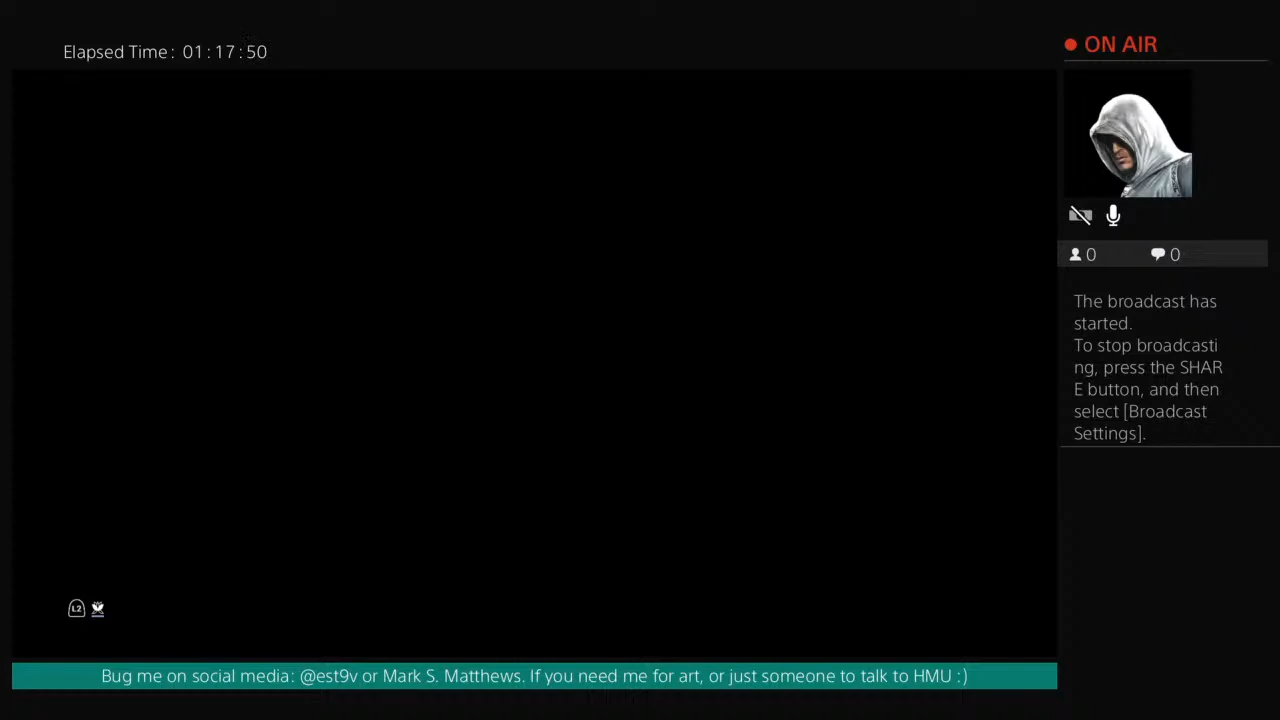 Elapsed Time: 01:17:50
ON AIR
0 0
The broadcast has
started.
To stop broadcasti
ng, press the SHAR
E button, and then
select [Broadcast
Settings].
L2
Bug me on social media: @est9v or Mark S. Matthews. If you need me for art, or just someone to talk to HMU :)